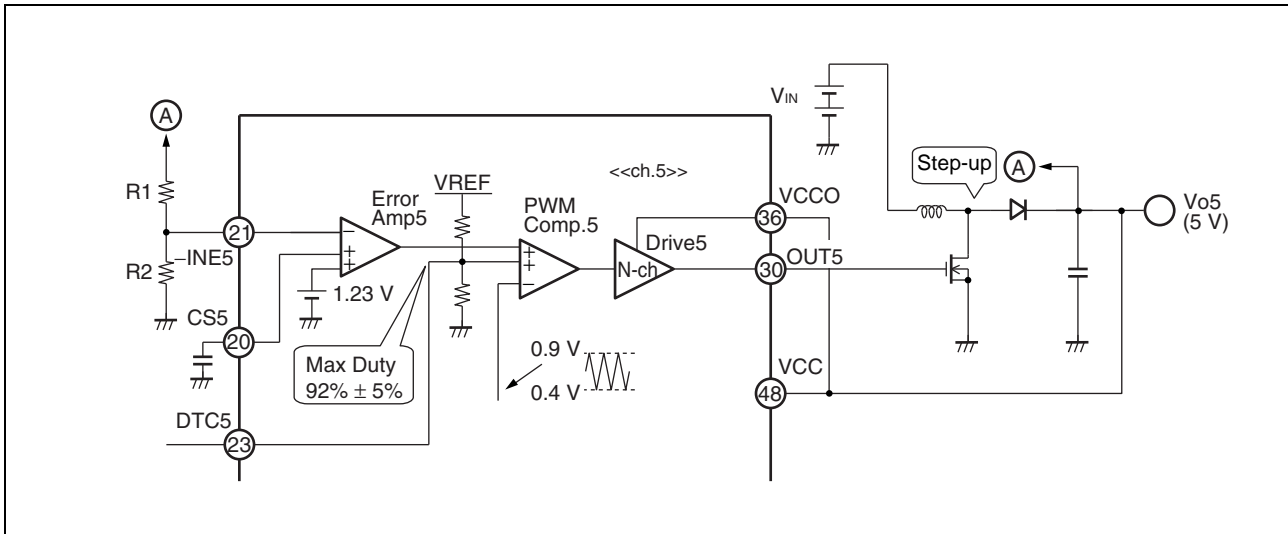 A
R1
R2
–INE5
21
CS5
20
DTC5
23
Error
Amp5
1.23 V
VREF
Max Duty
92% ± 5%
PWM
Comp.5
0.9 V
0.4 V
<<ch.5>>
Drive5
N-ch
VCCO
36
OUT5
30
VCC
48
VIN
Step-up
A
Vo5
(5 V)